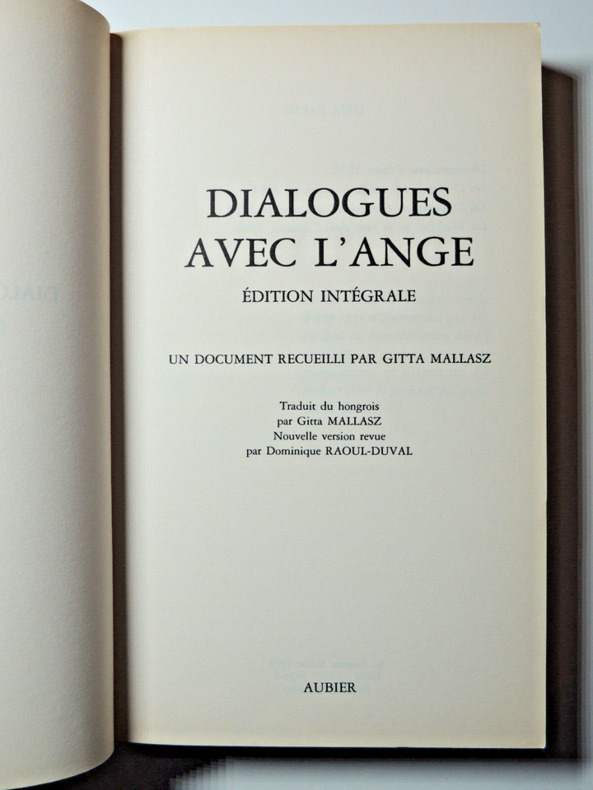 DIALOGUES
AVEC L'ANGE
ÉDITION INTÉGRALE
UN DOCUMENT RECUEILLI PAR GITTA MALLASZ
Traduit du hongrois
par Gitta MALLASZ
Nouvelle version revue
par Dominique RAOUL-DUVAL
AUBIER